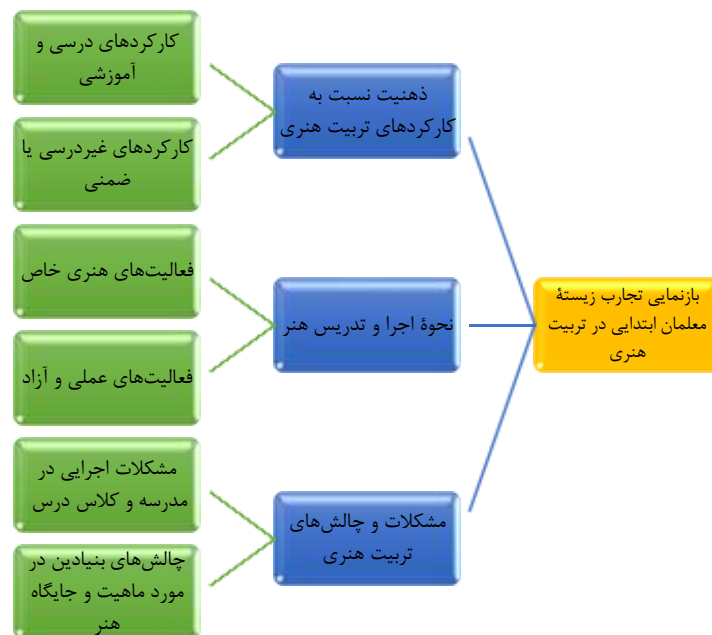 بازنمایی تجارب زیستهٔ
معلمان ابتدایی در تربیت
هنری
ذهنیت نسبت به
کارکردهای تربیت هنری
کارکردهای درسی و
آموزشی
کارکردهای غیردرسی یا
ضمنی
نحوهٔ اجرا و تدریس هنر
فعالیت‌های هنری خاص
فعالیت‌های عملی و آزاد
مشکلات و چالش‌های
تربیت هنری
مشکلات اجرایی در
مدرسه و کلاس درس
چالش‌های بنیادین در
مورد ماهیت و جایگاه
هنر